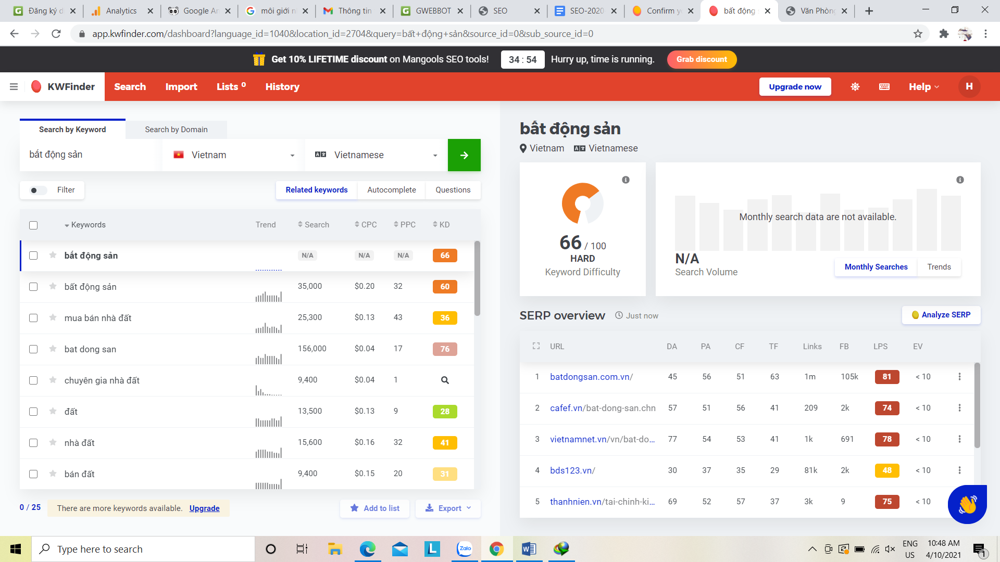 Đăng ký d
Analytics
Google An
môi giới n
Thông tin
GWEBBOT
SEO
SEO-2020
Confirm y
bất động s
Văn Phòng
app.kwfinder.com/dashboard?language_id=1040&location_id=2704&query=bất+động+sản&source_id=0&sub_source_id=0
Get 10% LIFETIME discount on Mangools SEO tools! 34 : 54 Hurry up, time is running. Grab discount
KWFinder Search Import Lists 0 History Upgrade now Help H
Search by Keyword Search by Domain
bất động sản Vietnam Vietnamese
Filter Related keywords Autocomplete Questions
Keywords Trend Search CPC PPC KD
bất động sản N/A N/A N/A 66
bất động sản 35,000 $0.20 32 60
mua bán nhà đất 25,300 $0.13 43 36
bat dong san 156,000 $0.04 17 76
chuyên gia nhà đất 9,400 $0.04 1
đất 13,500 $0.13 9 28
nhà đất 15,600 $0.16 32 41
bán đất 9,400 $0.15 20 31
0 / 25 There are more keywords available. Upgrade Add to list Export
bất động sản
Vietnam Vietnamese
66 / 100
HARD
Keyword Difficulty
Monthly search data are not available.
N/A
Search Volume
Monthly Searches Trends
SERP overview Just now Analyze SERP
URL DA PA CF TF Links FB LPS EV
1 batdongsan.com.vn/ 45 56 51 63 1m 105k 81 < 10
2 cafef.vn/bat-dong-san.chn 57 51 56 41 209 2k 74 < 10
3 vietnamnet.vn/vn/bat-do... 77 54 53 41 1k 691 78 < 10
4 bds123.vn/ 30 37 35 29 81k 2k 48 < 10
5 thanhnien.vn/tai-chinh-ki... 69 52 57 37 3k 9 75 < 10
Type here to search
L
Zalo
ENG
US
10:48 AM
4/10/2021
1